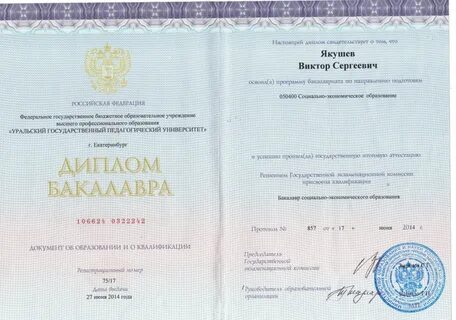 РОССИЙСКАЯ ФЕДЕРАЦИЯ
Федеральное государственное бюджетное образовательное учреждение
высшего профессионального образования
«УРАЛЬСКИЙ ГОСУДАРСТВЕННЫЙ ПЕДАГОГИЧЕСКИЙ УНИВЕРСИТЕТ»
г. Екатеринбург
ДИПЛОМ
БАКАЛАВРА
106624 0322242
ДОКУМЕНТ ОБ ОБРАЗОВАНИИ И О КВАЛИФИКАЦИИ
Регистрационный номер
75/17
Дата выдачи
27 июня 2014 года
Настоящий диплом свидетельствует о том, что
Якушев
Виктор Сергеевич
освоил(а) программу бакалавриата по направлению подготовки
050400 Социально-экономическое образование
и успешно прошел(ла) государственную итоговую аттестацию
Решением Государственной экзаменационной комиссии
присвоена квалификация
Бакалавр социально-экономического образования
Протокол № 857 от « 17 » июня 2014 г.
Председатель
Государственной
экзаменационной комиссии
Руководитель образовательной
организации